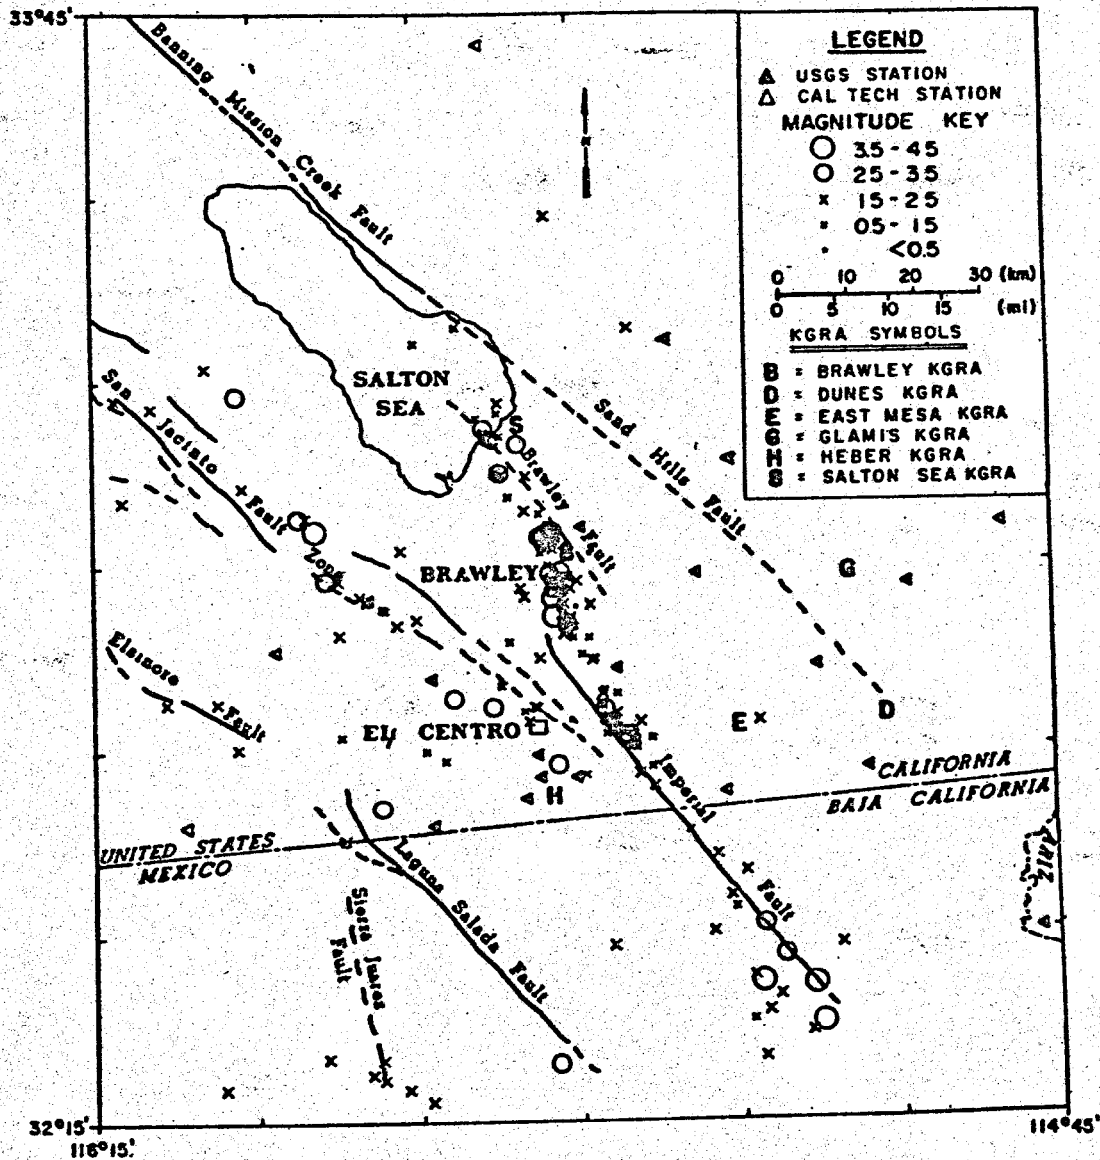 33°45'
LEGEND
USGS STATION
CAL TECH STATION
MAGNITUDE KEY
3.5 - 4.5
2.5 - 3.5
1.5 - 2.5
0.5 - 1.5
<0.5
0 10 20 30 (km)
0 5 10 15 (mi)
KGRA SYMBOLS
B = BRAWLEY KGRA
D = DUNES KGRA
E = EAST MESA KGRA
G = GLAMIS KGRA
H = HEBER KGRA
S = SALTON SEA KGRA
Banning Mission Creek Fault
SALTON
SEA
S
San Jacinto Fault Zone
Sand Hills Fault
Brawley Fault
B
BRAWLEY
G
Elsinore Fault
EL CENTRO
E
D
H
Imperial Fault
CALIFORNIA
BAJA CALIFORNIA
UNITED STATES
MEXICO
Laguna Salada Fault
Sierra Juarez
Fault
ARIZ
32°15'
116°15'
114°45'